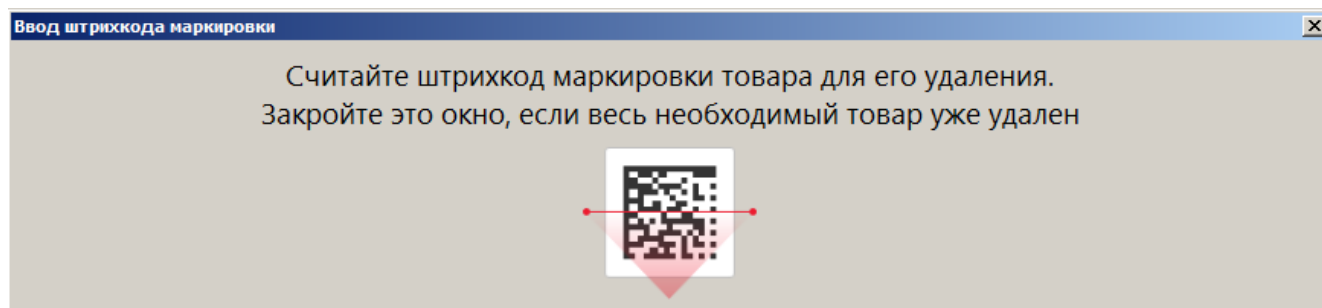 Ввод штрихкода маркировки
Считайте штрихкод маркировки товара для его удаления.
Закройте это окно, если весь необходимый товар уже удален